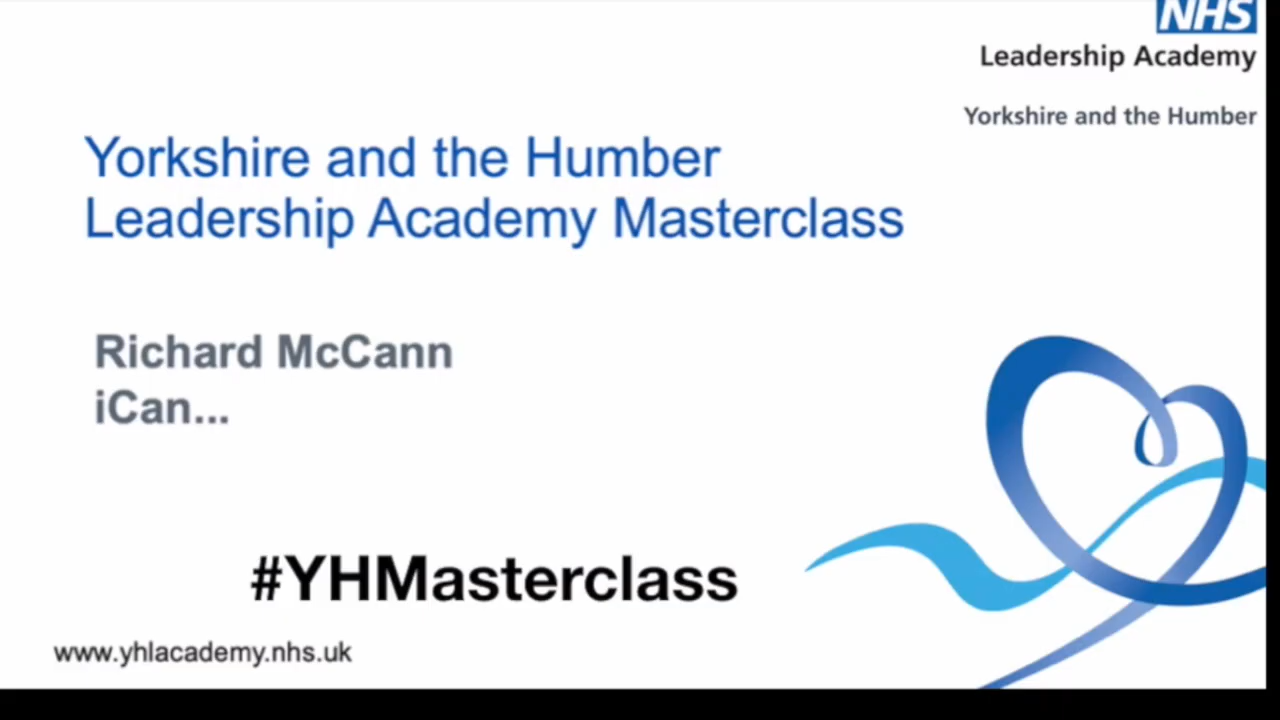 NHS
Leadership Academy
Yorkshire and the Humber
Yorkshire and the Humber
Leadership Academy Masterclass
Richard McCann
iCan...
#YHMasterclass
www.yhlacademy.nhs.uk